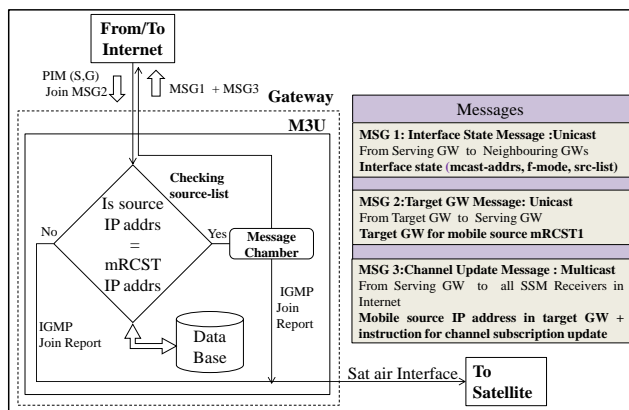 From/To
Internet
PIM (S,G)
Join MSG2
MSG1 + MSG3
Gateway
M3U
Checking
source-list
Is source
IP addrs
=
mRCST
IP addrs
No
Yes
Message
Chamber
IGMP
Join
Report
IGMP
Join Report
Data
Base
Sat air Interface
To
Satellite
Messages
MSG 1: Interface State Message :Unicast
From Serving GW to Neighbouring GWs
Interface state (mcast-addrs, f-mode, src-list)
MSG 2:Target GW Message: Unicast
From Target GW to Serving GW
Target GW for mobile source mRCST1
MSG 3:Channel Update Message : Multicast
From Serving GW to all SSM Receivers in
Internet
Mobile source IP address in target GW +
instruction for channel subscription update